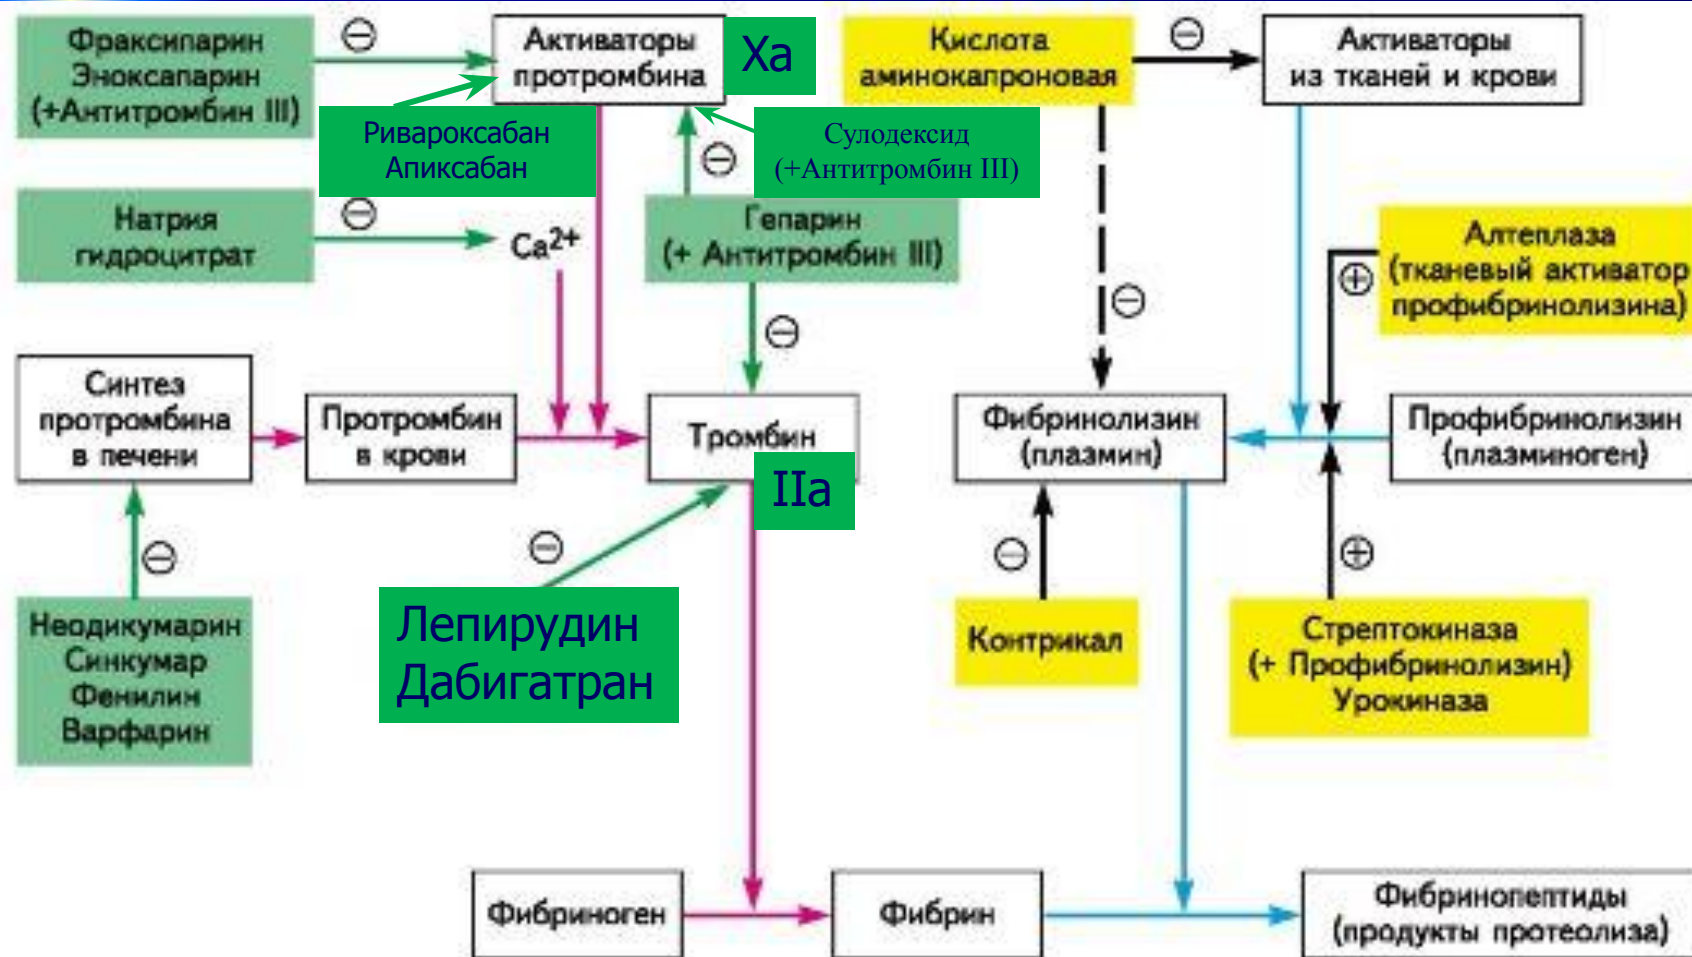 Фраксипарин
Эноксапарин
(+Антитромбин III)
⊖
Активаторы
протромбина
Xa
Кислота
аминокапроновая
⊖
Активаторы
из тканей и крови
Ривароксабан
Апиксабан
⊖
Сулодексид
(+Антитромбин III)
Натрия
гидроцитрат
⊖
Ca²⁺
Гепарин
(+ Антитромбин III)
Алтеплаза
(тканевый активатор
профибринолизина)
⊕
⊖
⊖
Синтез
протромбина
в печени
Протромбин
в крови
Тромбин
IIa
Фибринолизин
(плазмин)
Профибринолизин
(плазминоген)
⊖
⊖
⊖
⊕
Неодикумарин
Синкумар
Фенилин
Варфарин
Лепирудин
Дабигатран
Контрикал
Стрептокиназа
(+ Профибринолизин)
Урокиназа
Фибриноген
Фибрин
Фибринопептиды
(продукты протеолиза)